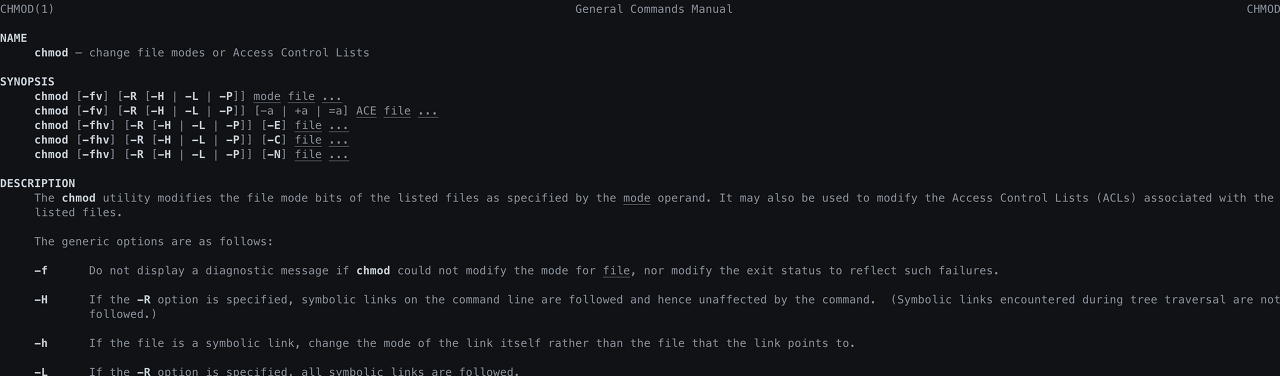 CHMOD(1) General Commands Manual CHMOD
NAME
chmod – change file modes or Access Control Lists
SYNOPSIS
chmod [-fv] [-R [-H | -L | -P]] mode file ...
chmod [-fv] [-R [-H | -L | -P]] [-a | +a | =a] ACE file ...
chmod [-fhv] [-R [-H | -L | -P]] [-E] file ...
chmod [-fhv] [-R [-H | -L | -P]] [-C] file ...
chmod [-fhv] [-R [-H | -L | -P]] [-N] file ...
DESCRIPTION
The chmod utility modifies the file mode bits of the listed files as specified by the mode operand. It may also be used to modify the Access Control Lists (ACLs) associated with the
listed files.
The generic options are as follows:
-f Do not display a diagnostic message if chmod could not modify the mode for file, nor modify the exit status to reflect such failures.
-H If the -R option is specified, symbolic links on the command line are followed and hence unaffected by the command. (Symbolic links encountered during tree traversal are not
followed.)
-h If the file is a symbolic link, change the mode of the link itself rather than the file that the link points to.
-L If the -R option is specified, all symbolic links are followed.